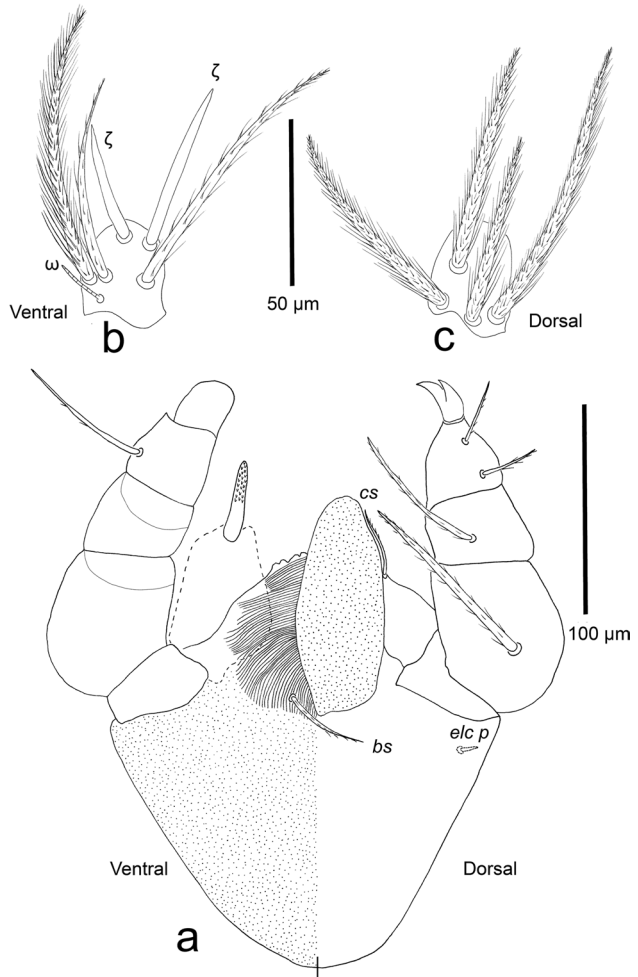 ζ
ζ
ω
Ventral
b
50 µm
c
Dorsal
cs
100 µm
bs
elc p
Ventral
Dorsal
a